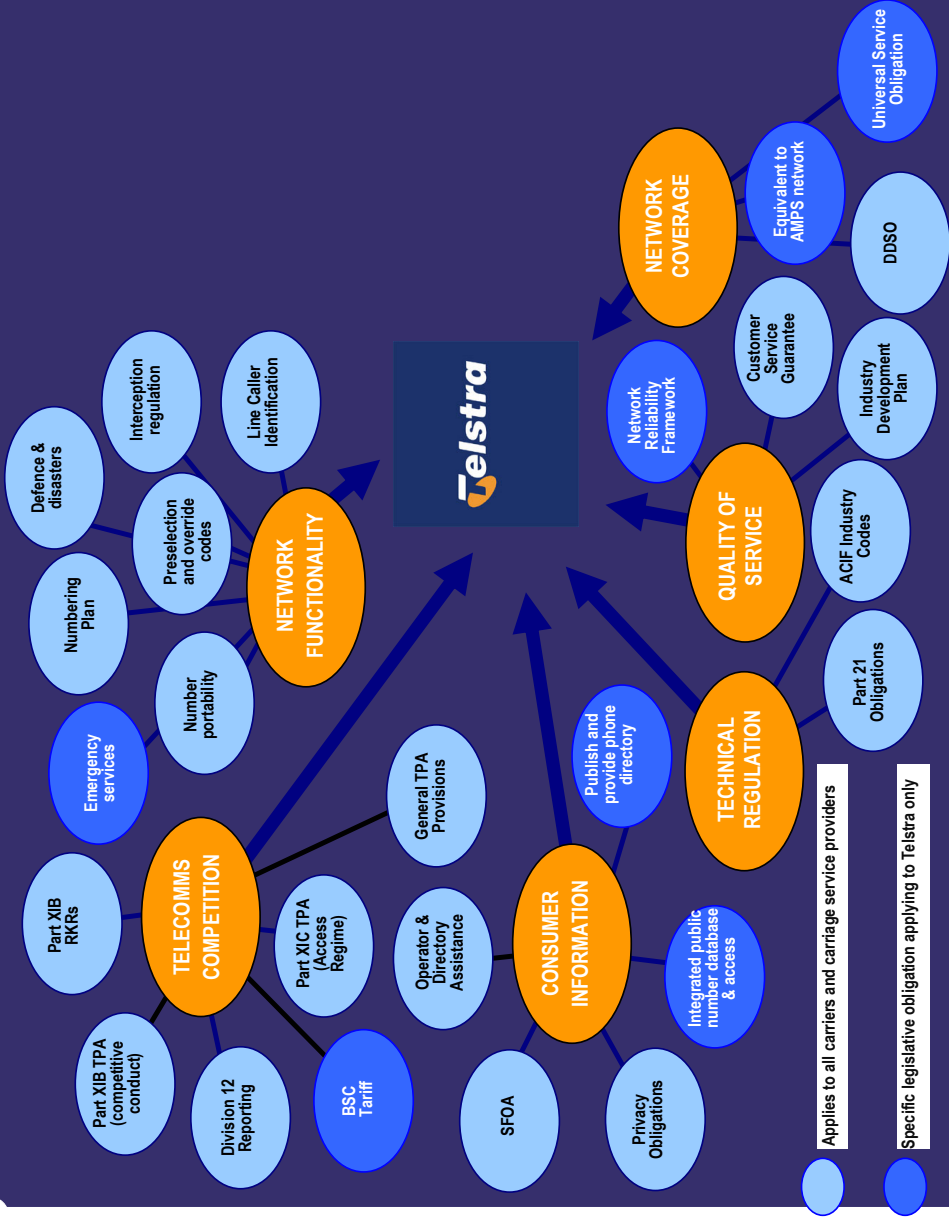 Part XIB TPA
(competitive
conduct)
Part XIB
RKRs
Emergency
services
Numbering
Plan
Defence &
disasters
Division 12
Reporting
TELECOMMS
COMPETITION
Number
portability
Preselection
and override
codes
Interception
regulation
BSC
Tariff
Part XIC TPA
(Access
Regime)
General TPA
Provisions
NETWORK
FUNCTIONALITY
Line Caller
Identification
Operator &
Directory
Assistance
Telstra
SFOA
CONSUMER
INFORMATION
Publish and
provide phone
directory
Network
Reliability
Framework
NETWORK
COVERAGE
Privacy
Obligations
Integrated public
number database
& access
TECHNICAL
REGULATION
QUALITY OF
SERVICE
Customer
Service
Guarantee
Equivalent to
AMPS network
Universal Service
Obligation
Part 21
Obligations
ACIF Industry
Codes
Industry
Development
Plan
DDSO
Applies to all carriers and carriage service providers
Specific legislative obligation applying to Telstra only